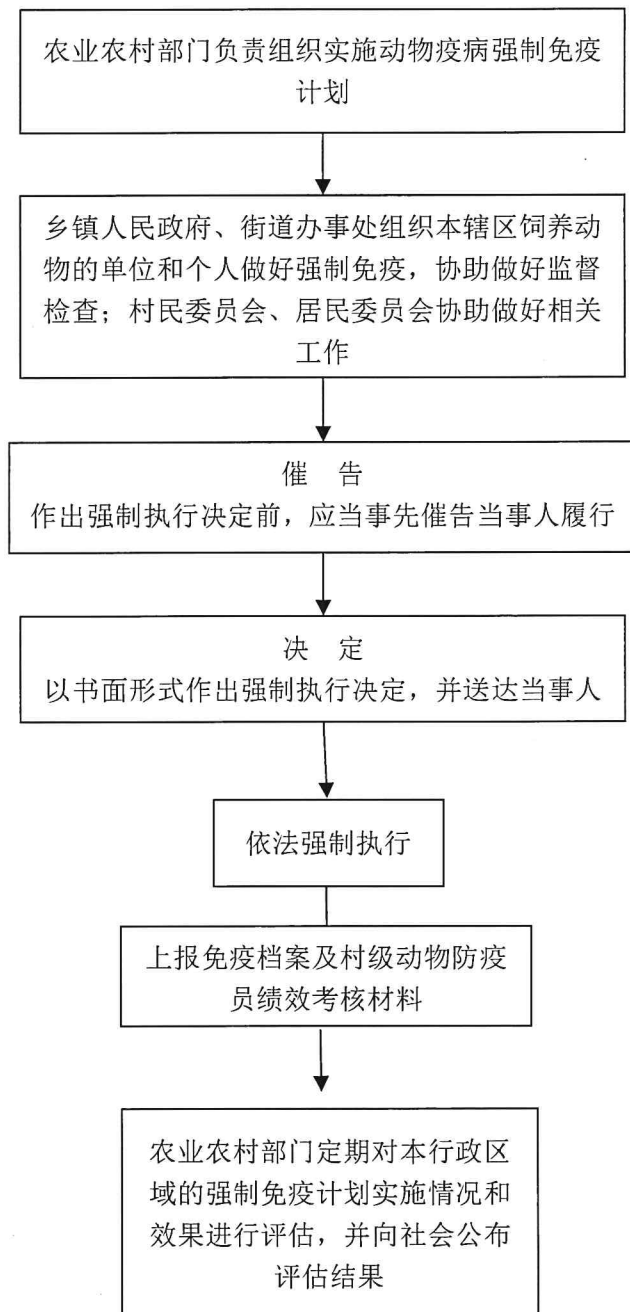 农业农村部门负责组织实施动物疫病强制免疫
计划
乡镇人民政府、街道办事处组织本辖区饲养动
物的单位和个人做好强制免疫，协助做好监督
检查；村民委员会、居民委员会协助做好相关
工作
催 告
作出强制执行决定前，应当事先催告当事人履行
决 定
以书面形式作出强制执行决定，并送达当事人
依法强制执行
上报免疫档案及村级动物防疫
员绩效考核材料
农业农村部门定期对本行政区
域的强制免疫计划实施情况和
效果进行评估，并向社会公布
评估结果